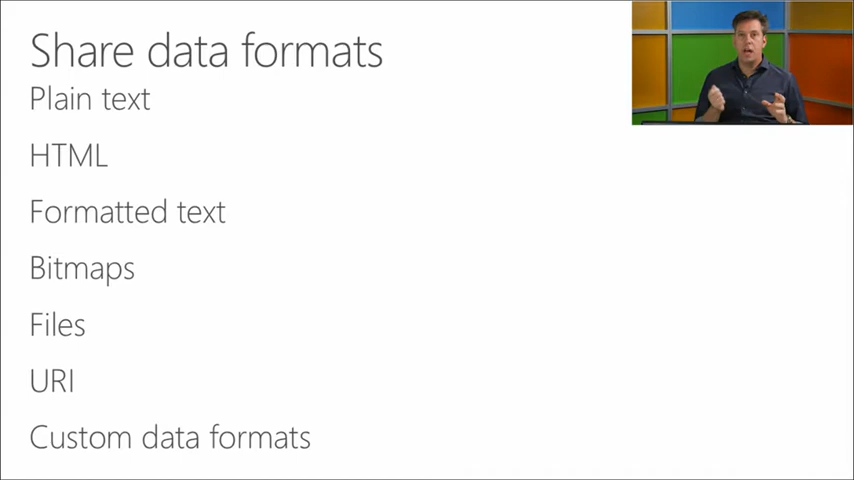 Share data formats
Plain text
HTML
Formatted text
Bitmaps
Files
URI
Custom data formats